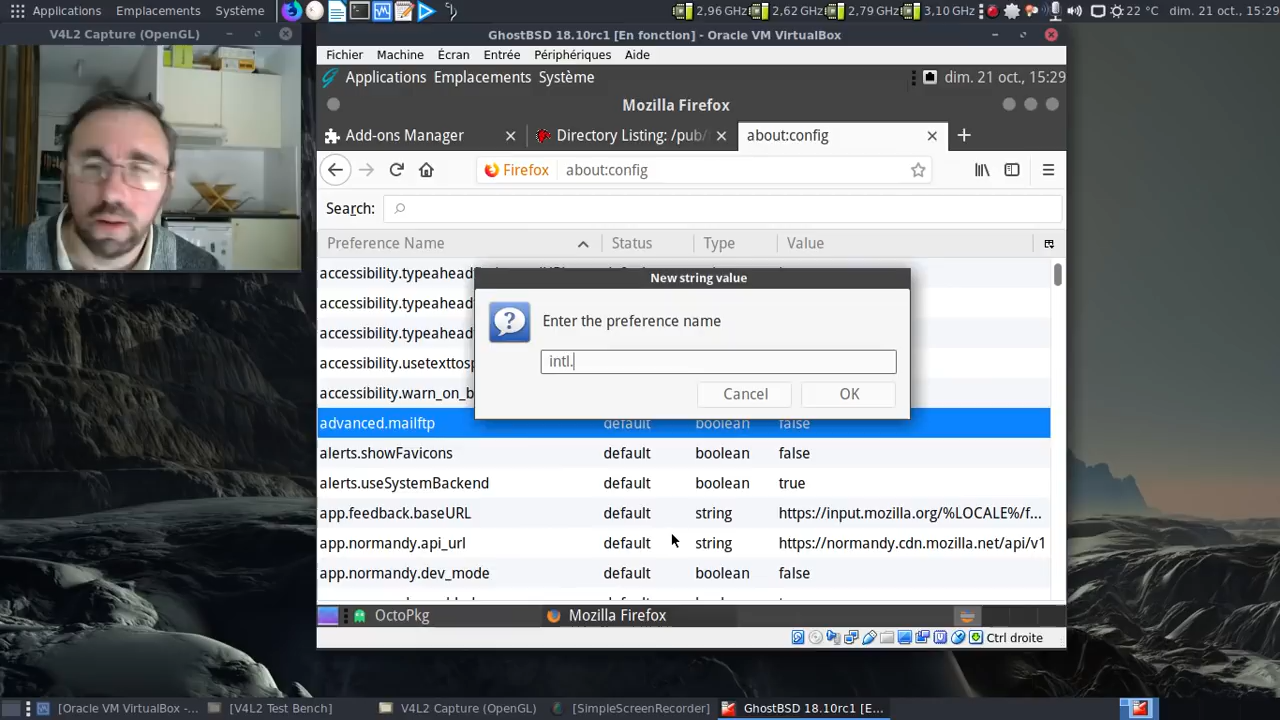 Applications Emplacements Système 2,96 GHz 2,62 GHz 2,79 GHz 3,10 GHz 22 °C dim. 21 oct., 15:29
V4L2 Capture (OpenGL)
GhostBSD 18.10rc1 [En fonction] - Oracle VM VirtualBox
Fichier Machine Écran Entrée Périphériques Aide
Applications Emplacements Système dim. 21 oct., 15:29
Mozilla Firefox
Add-ons Manager Directory Listing: /pub/ about:config
Firefox about:config
Search:
Preference Name Status Type Value
accessibility.typeahead
New string value
accessibility.typeahead
Enter the preference name
accessibility.typeahead
intl.
accessibility.usetexttosp
accessibility.warn_on_b
Cancel OK
advanced.mailftp default boolean false
alerts.showFavicons default boolean false
alerts.useSystemBackend default boolean true
app.feedback.baseURL default string https://input.mozilla.org/%LOCALE%/f...
app.normandy.api_url default string https://normandy.cdn.mozilla.net/api/v1
app.normandy.dev_mode default boolean false
OctoPkg Mozilla Firefox
Ctrl droite
[Oracle VM VirtualBox - ... [V4L2 Test Bench] V4L2 Capture (OpenGL) [SimpleScreenRecorder] GhostBSD 18.10rc1 [E...